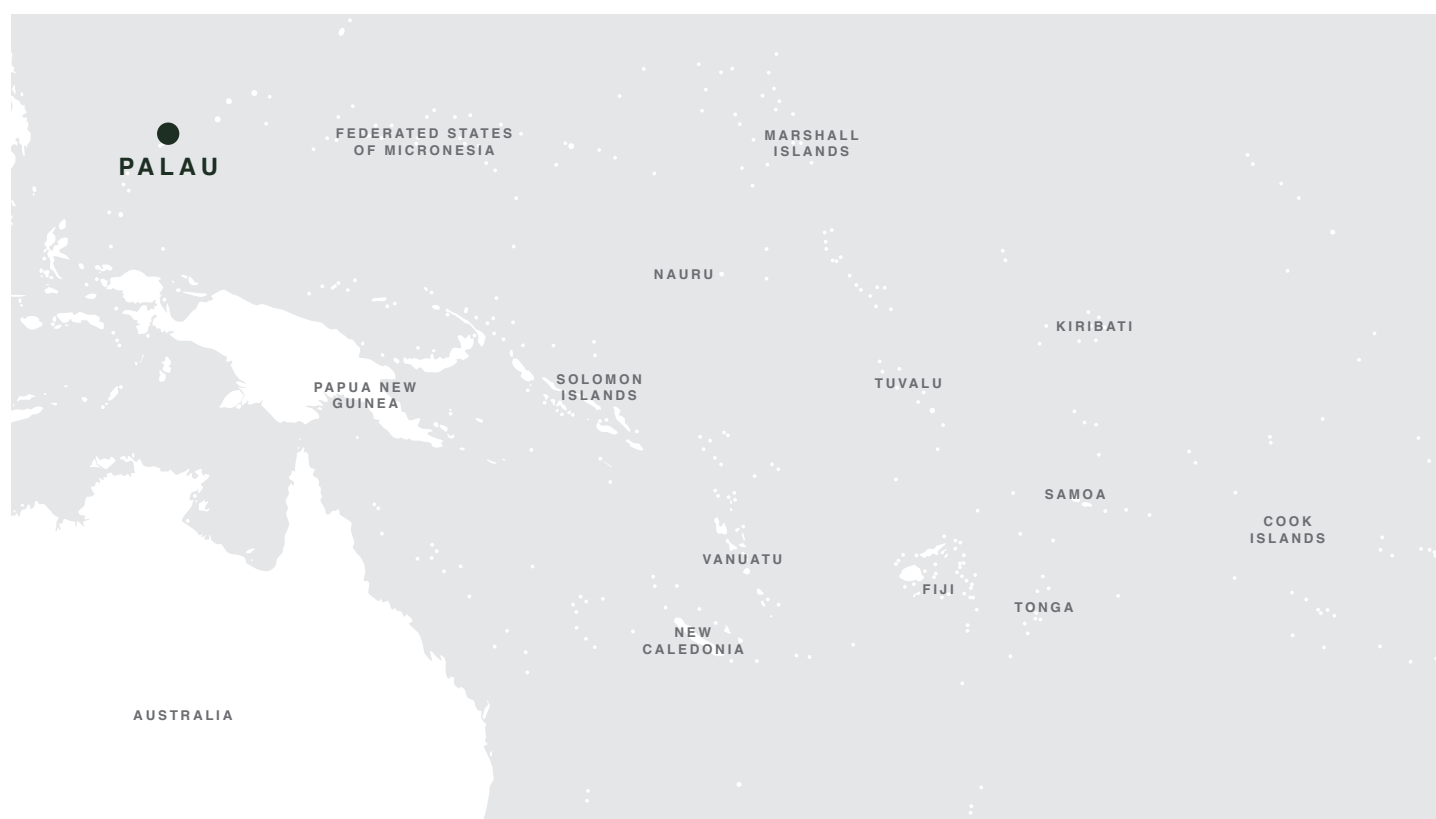 FEDERATED STATES
OF MICRONESIA
MARSHALL
ISLANDS
PALAU
NAURU
KIRIBATI
PAPUA NEW
GUINEA
SOLOMON
ISLANDS
TUVALU
SAMOA
COOK
ISLANDS
VANUATU
FIJI
TONGA
NEW
CALEDONIA
AUSTRALIA